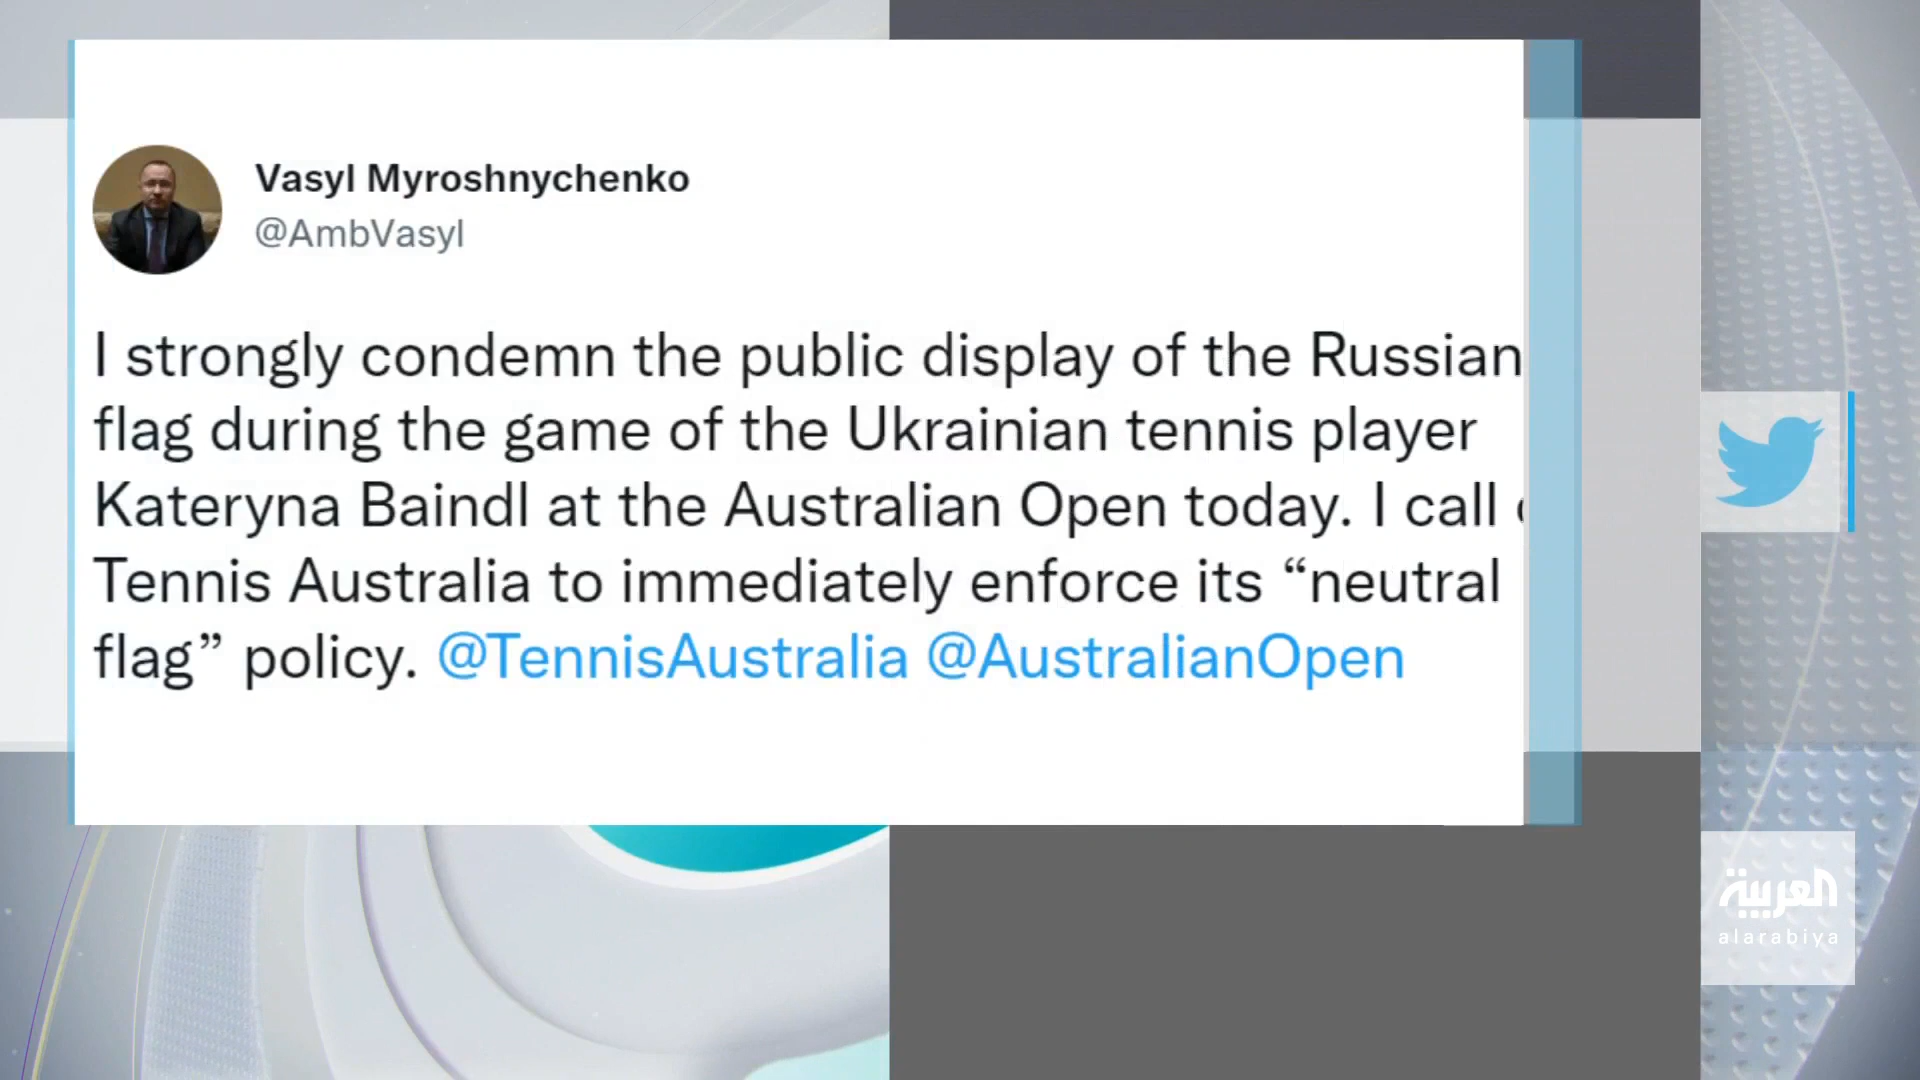 Vasyl Myroshnychenko
@AmbVasyl
I strongly condemn the public display of the Russian
flag during the game of the Ukrainian tennis player
Kateryna Baindl at the Australian Open today. I call
Tennis Australia to immediately enforce its “neutral
flag” policy. @TennisAustralia @AustralianOpen
العربية
alarabiya